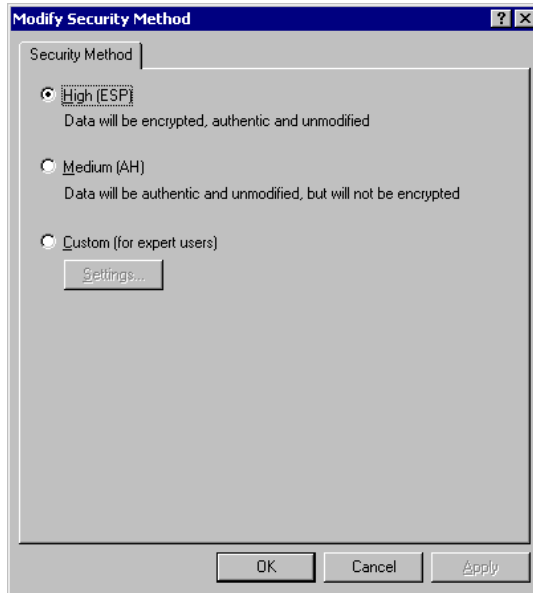 Modify Security Method
Security Method
High (ESP)
Data will be encrypted, authentic and unmodified
Medium (AH)
Data will be authentic and unmodified, but will not be encrypted
Custom (for expert users)
Settings...
OK Cancel Apply